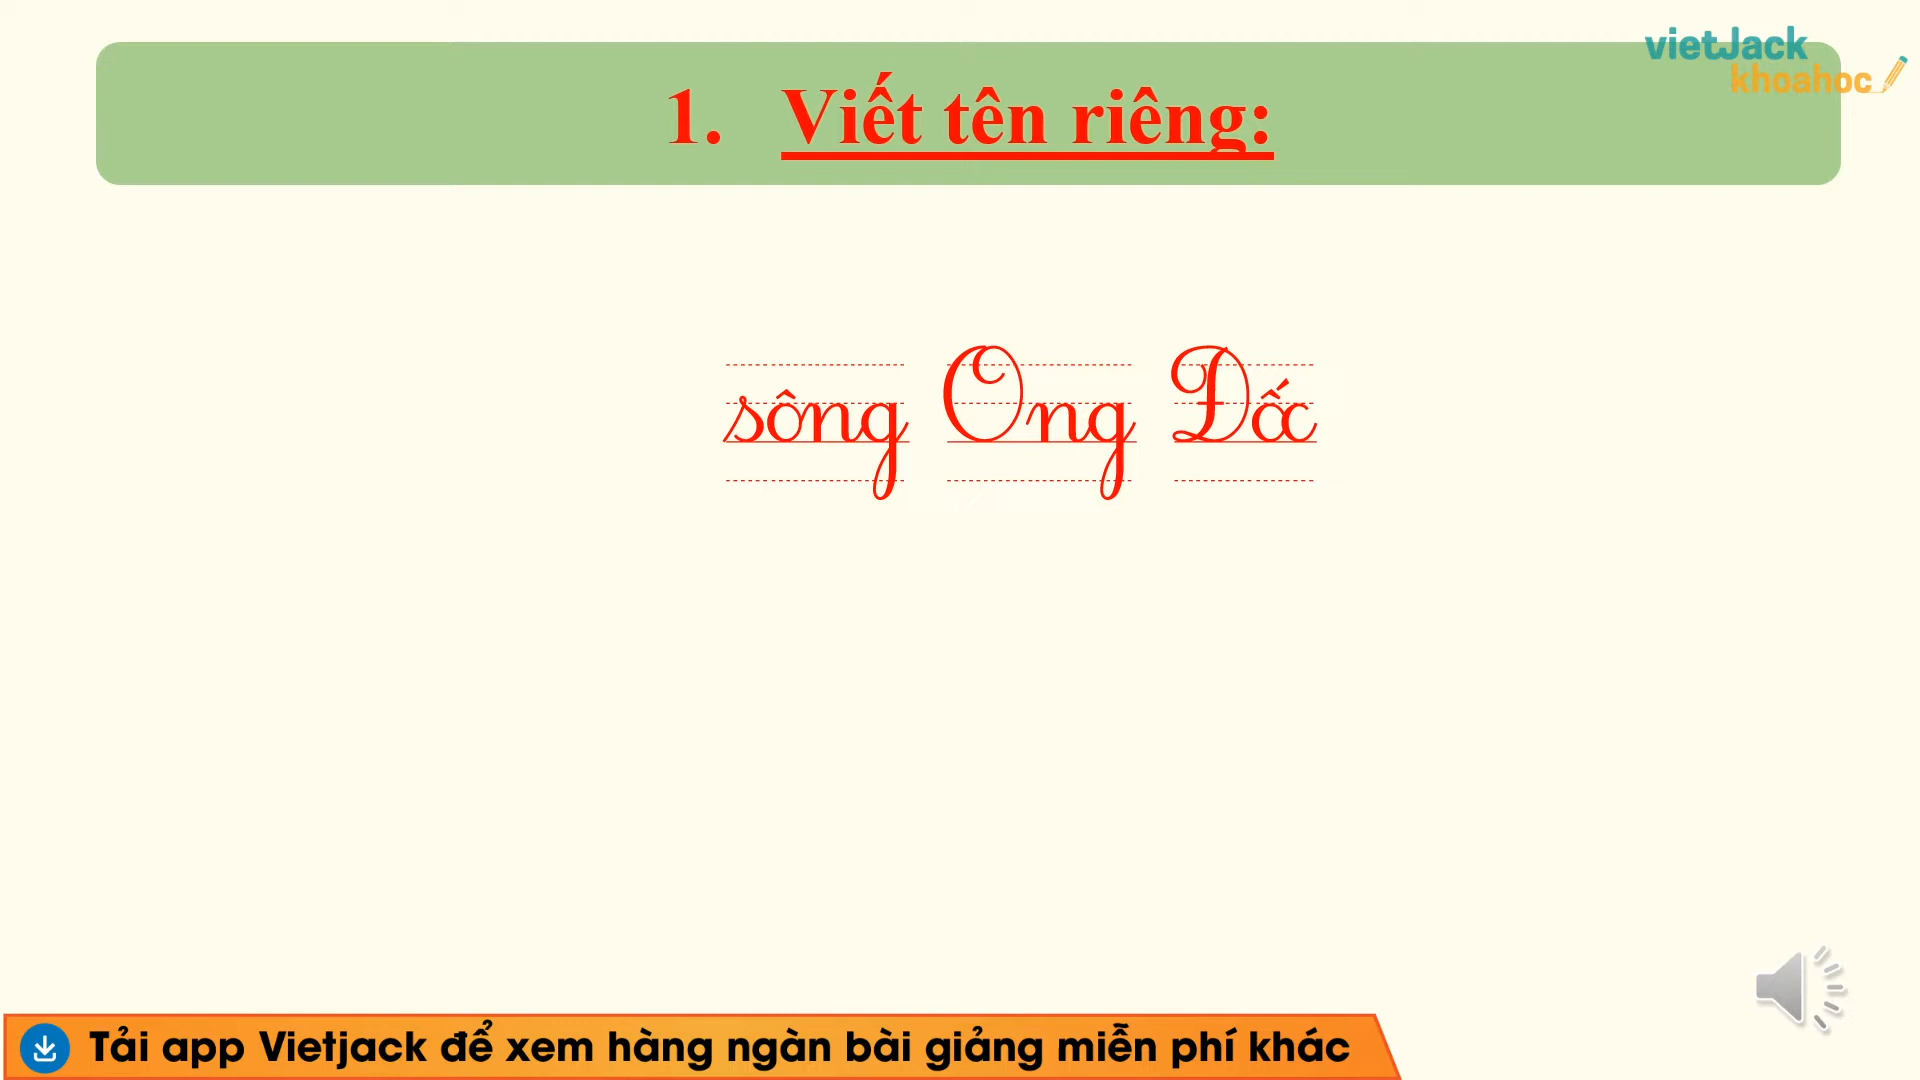 vietJack
khoahoc
1. Viết tên riêng:
sông Ong Đốc
Tải app Vietjack để xem hàng ngàn bài giảng miễn phí khác